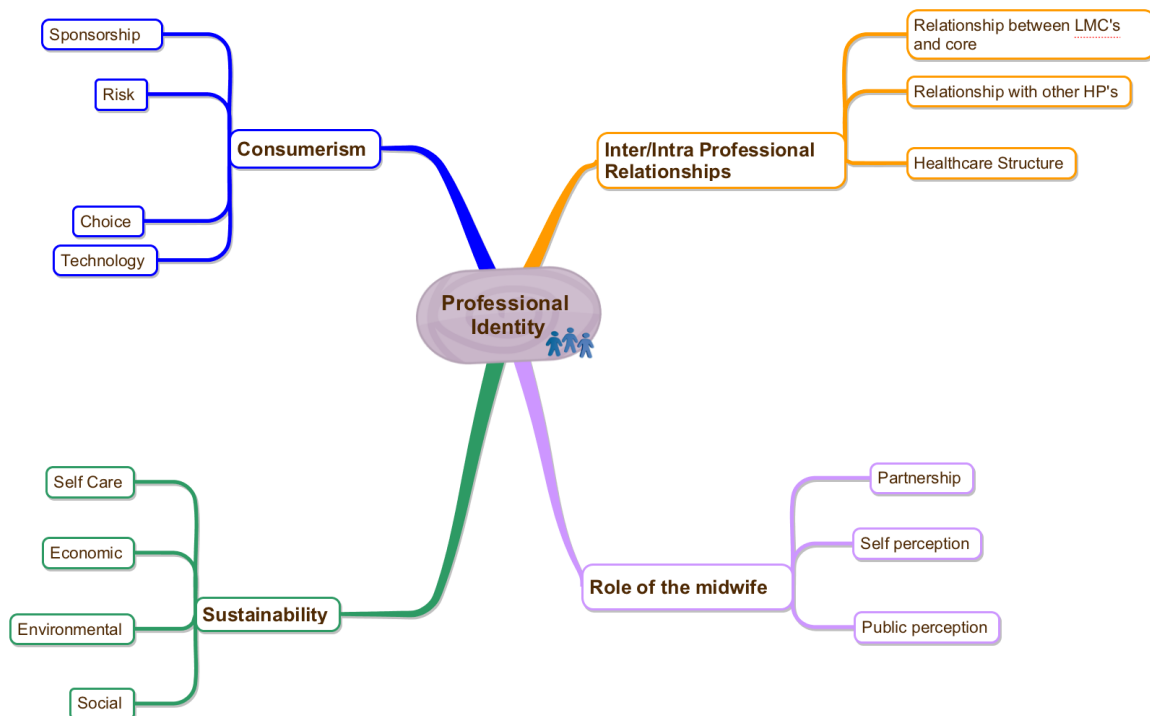 Professional
Identity
Consumerism
Sponsorship
Risk
Choice
Technology
Inter/Intra Professional
Relationships
Relationship between LMC's
and core
Relationship with other HP's
Healthcare Structure
Sustainability
Self Care
Economic
Environmental
Social
Role of the midwife
Partnership
Self perception
Public perception